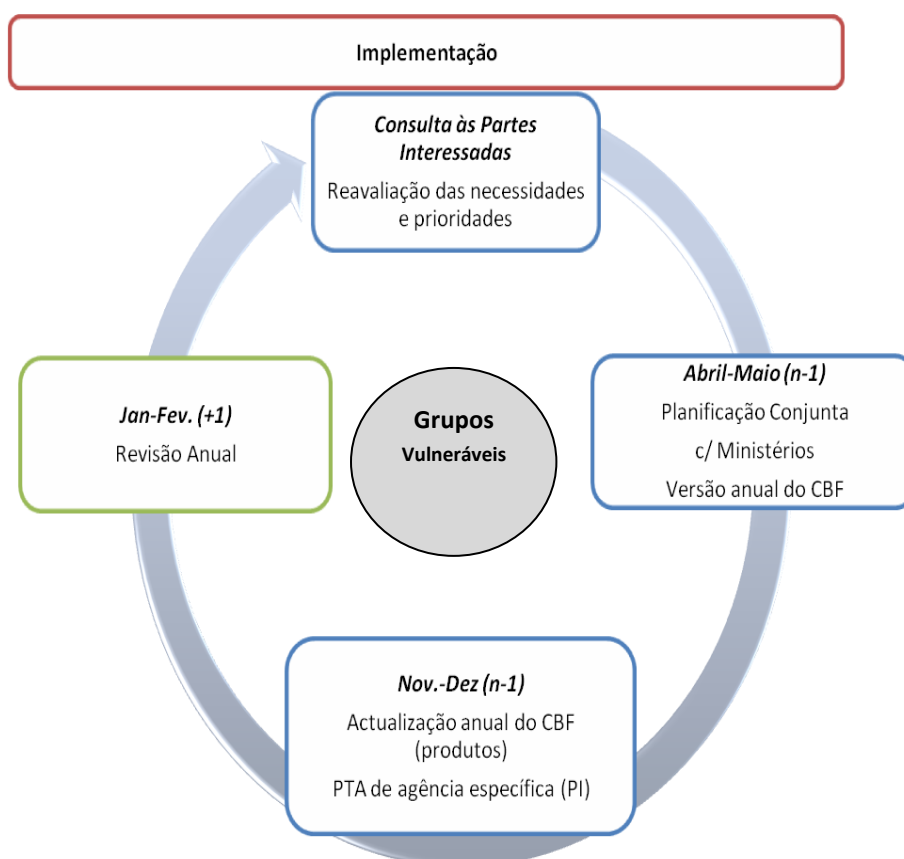 Implementação
Consulta às Partes
Interessadas
Reavaliação das necessidades
e prioridades
Abril-Maio (n-1)
Planificação Conjunta
c/ Ministérios
Versão anual do CBF
Jan-Fev. (+1)
Revisão Anual
Grupos
Vulneráveis
Nov.-Dez (n-1)
Actualização anual do CBF
(produtos)
PTA de agência específica (PI)